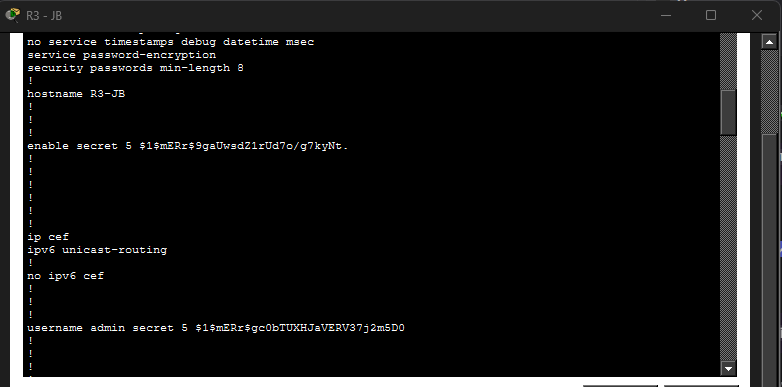 R3 - JB
no service timestamps debug datetime msec
service password-encryption
security passwords min-length 8
!
hostname R3-JB
!
!
!
enable secret 5 $1$mERr$9gaUwsdZ1rUd7o/g7kyNt.
!
!
!
!
!
!
ip cef
ipv6 unicast-routing
!
no ipv6 cef
!
!
!
username admin secret 5 $1$mERr$gc0bTUXHJaVERV37j2m5D0
!
!
!